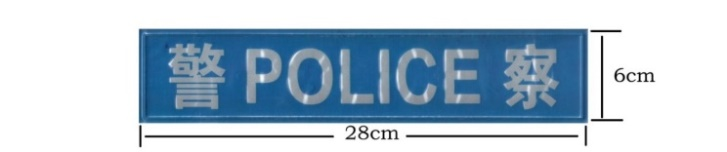 警 POLICE 察
6cm
28cm